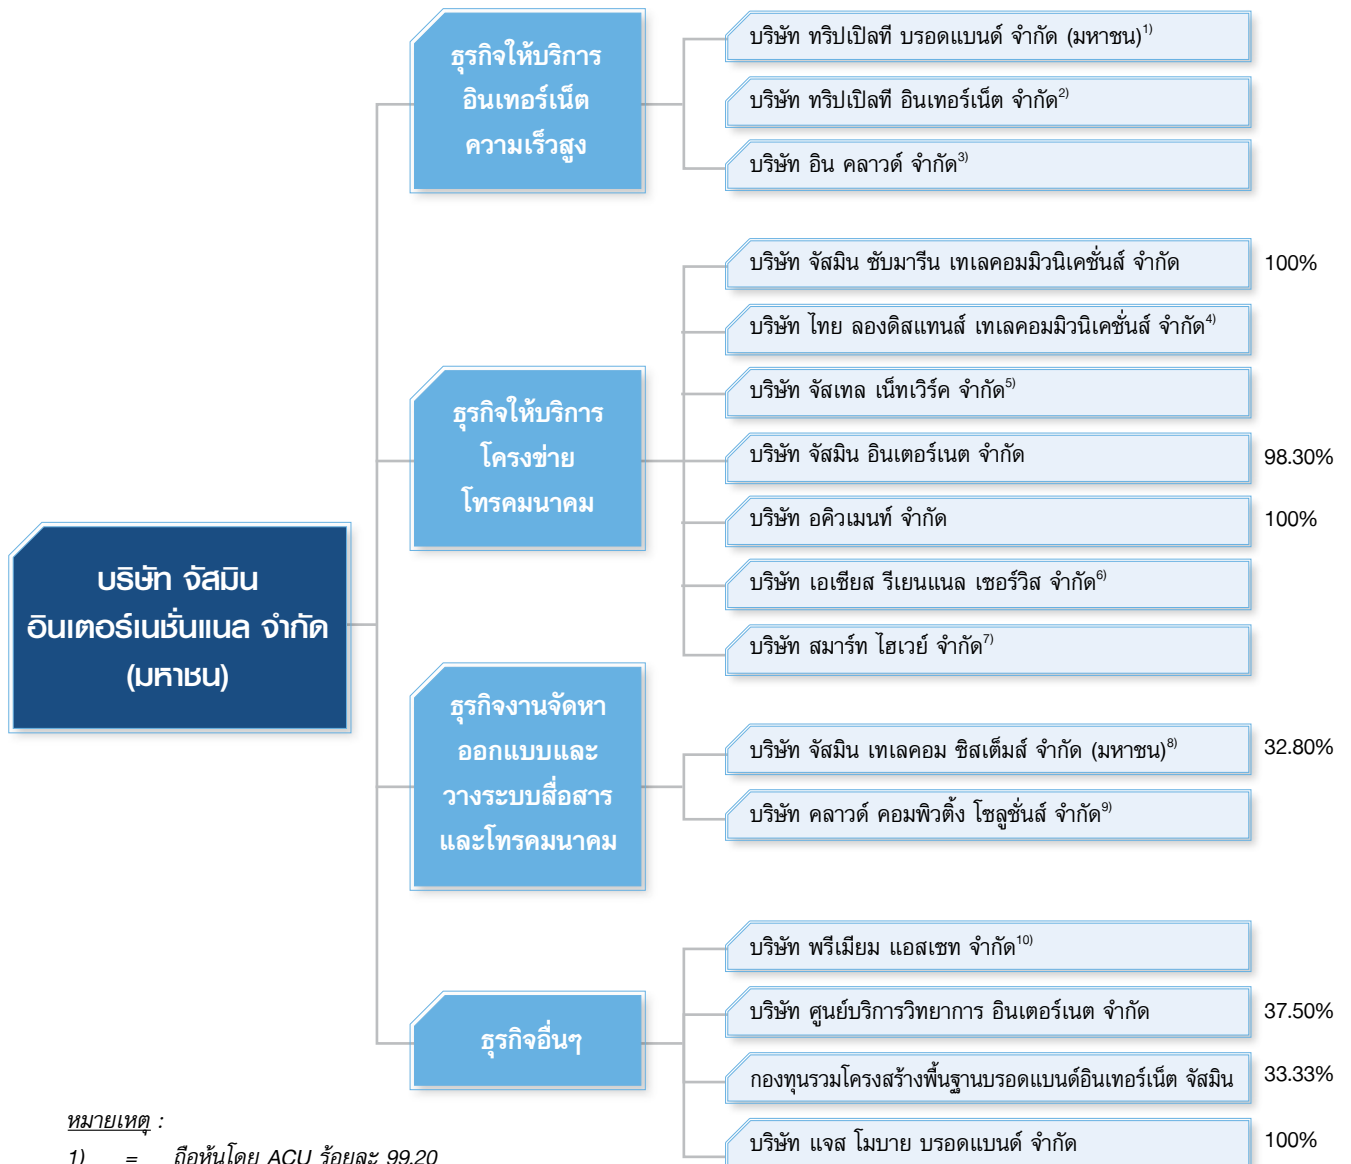 บริษัท จัสมิน
อินเตอร์เนชั่นแนล จำกัด
(มหาชน)
ธุรกิจให้บริการ
อินเทอร์เน็ต
ความเร็วสูง
บริษัท ทริปเปิลที บรอดแบนด์ จำกัด (มหาชน)1)
บริษัท ทริปเปิลที อินเทอร์เน็ต จำกัด2)
บริษัท อิน คลาวด์ จำกัด3)
ธุรกิจให้บริการ
โครงข่าย
โทรคมนาคม
บริษัท จัสมิน ซับมารีน เทเลคอมมิวนิเคชั่นส์ จำกัด 100%
บริษัท ไทย ลองดิสแทนส์ เทเลคอมมิวนิเคชั่นส์ จำกัด4)
บริษัท จัสเทล เน็ทเวิร์ค จำกัด5)
บริษัท จัสมิน อินเตอร์เนต จำกัด 98.30%
บริษัท อคิวเมนท์ จำกัด 100%
บริษัท เอเซียส รีเยนแนล เซอร์วิส จำกัด6)
บริษัท สมาร์ท ไฮเวย์ จำกัด7)
ธุรกิจงานจัดหา
ออกแบบและ
วางระบบสื่อสาร
และโทรคมนาคม
บริษัท จัสมิน เทเลคอม ซิสเต็มส์ จำกัด (มหาชน)8) 32.80%
บริษัท คลาวด์ คอมพิวติ้ง โซลูชั่นส์ จำกัด9)
ธุรกิจอื่นๆ
บริษัท พรีเมียม แอสเซท จำกัด10)
บริษัท ศูนย์บริการวิทยาการ อินเตอร์เนต จำกัด 37.50%
กองทุนรวมโครงสร้างพื้นฐานบรอดแบนด์อินเทอร์เน็ต จัสมิน 33.33%
บริษัท แจส โมบาย บรอดแบนด์ จำกัด 100%
หมายเหตุ :
1) = ถือหุ้นโดย ACU ร้อยละ 99.20